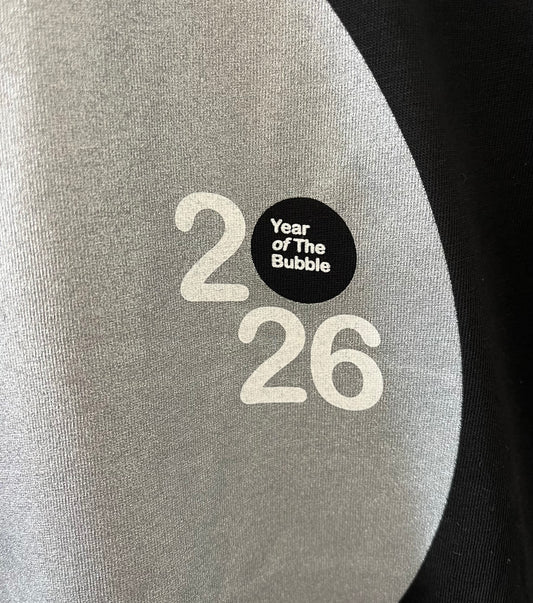 2
Year
of The
Bubble
26